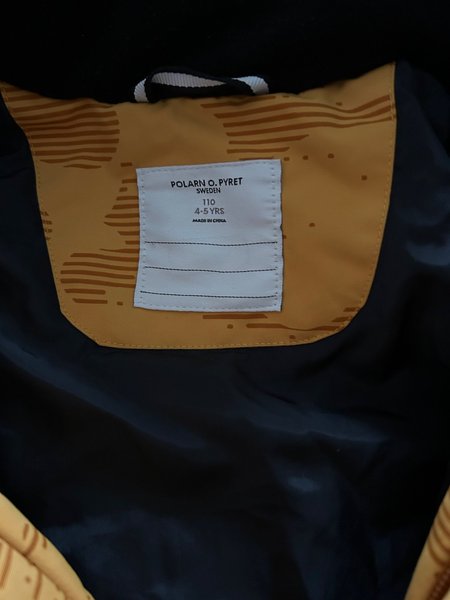 POLARN O. PYRET
SWEDEN
110
4-5 YRS
MADE IN CHINA